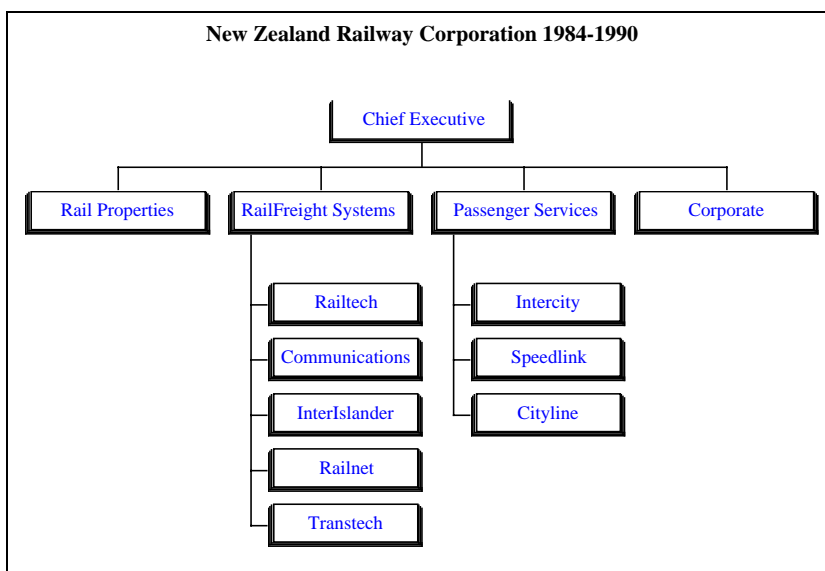 New Zealand Railway Corporation 1984-1990
Chief Executive
Rail Properties
RailFreight Systems
Passenger Services
Corporate
Railtech
Communications
InterIslander
Railnet
Transtech
Intercity
Speedlink
Cityline